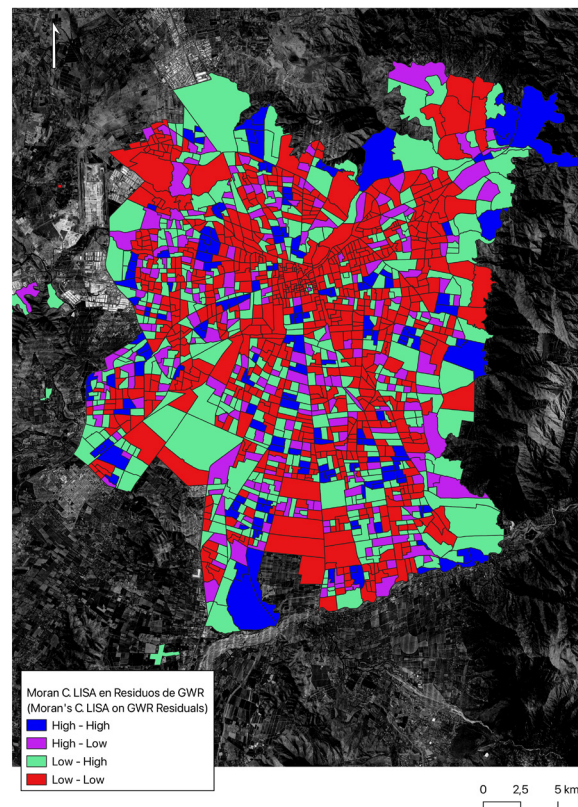 Moran C. LISA en Residuos de GWR
(Moran's C. LISA on GWR Residuals)
High - High
High - Low
Low - High
Low - Low
0 2,5 5 km